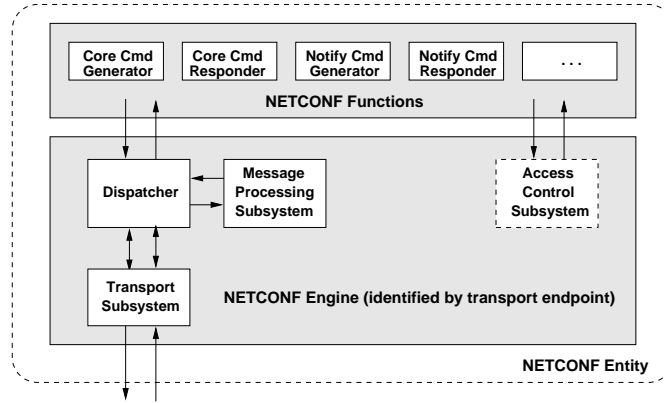 Core Cmd
Generator
Core Cmd
Responder
Notify Cmd
Generator
Notify Cmd
Responder
. . .
NETCONF Functions
Dispatcher
Message
Processing
Subsystem
Access
Control
Subsystem
Transport
Subsystem
NETCONF Engine (identified by transport endpoint)
NETCONF Entity